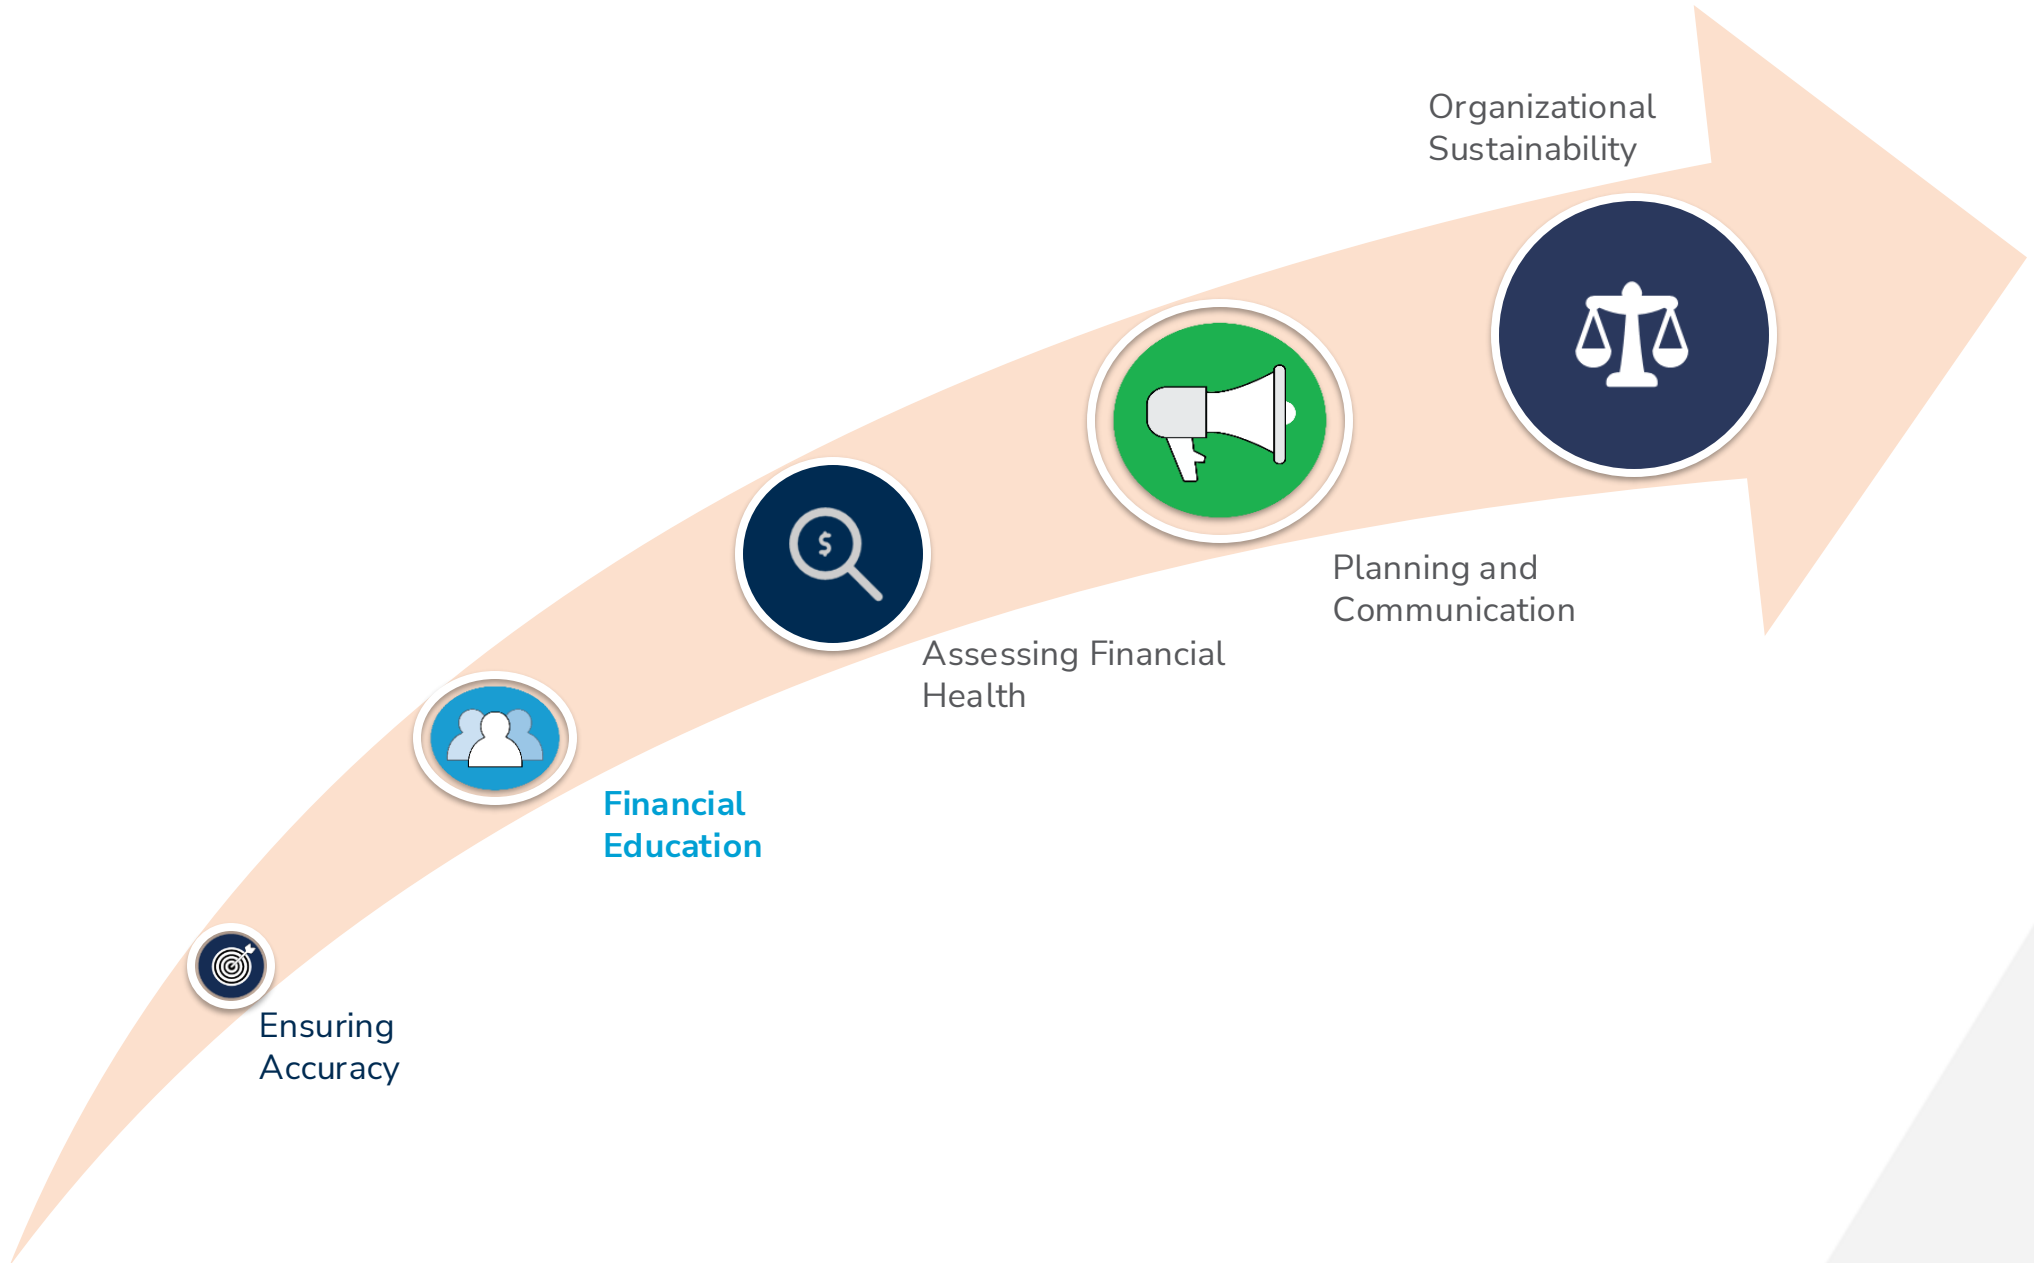 Organizational
Sustainability
Planning and
Communication
Assessing Financial
Health
Financial
Education
Ensuring
Accuracy
$